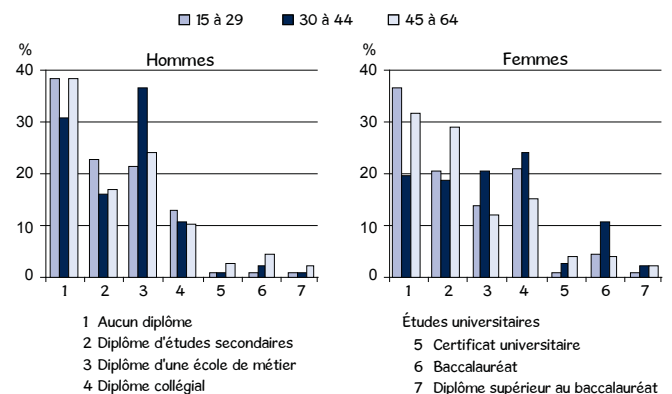 15 à 29 30 à 44 45 à 64
% Hommes
40
30
20
10
0
1 2 3 4 5 6 7
% Femmes
40
30
20
10
0
1 2 3 4 5 6 7
1 Aucun diplôme
2 Diplôme d'études secondaires
3 Diplôme d'une école de métier
4 Diplôme collégial
Études universitaires
5 Certificat universitaire
6 Baccalauréat
7 Diplôme supérieur au baccalauréat